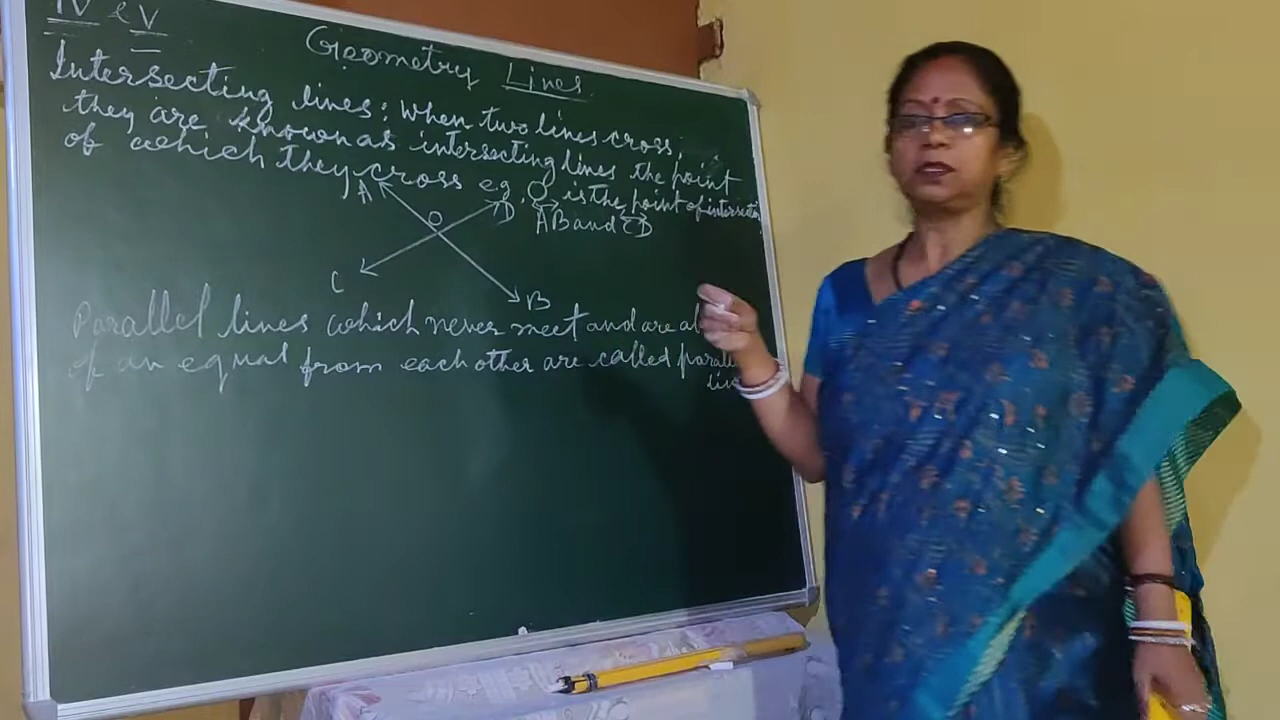 IV & V
Geometry Lines
Intersecting lines: When two lines cross,
they are known as intersecting lines the point
of which they cross eg. O is the point of intersection
AB and CD
A
O
D
C
B
Parallel lines which never meet and are al
of an equal from each other are called parallel